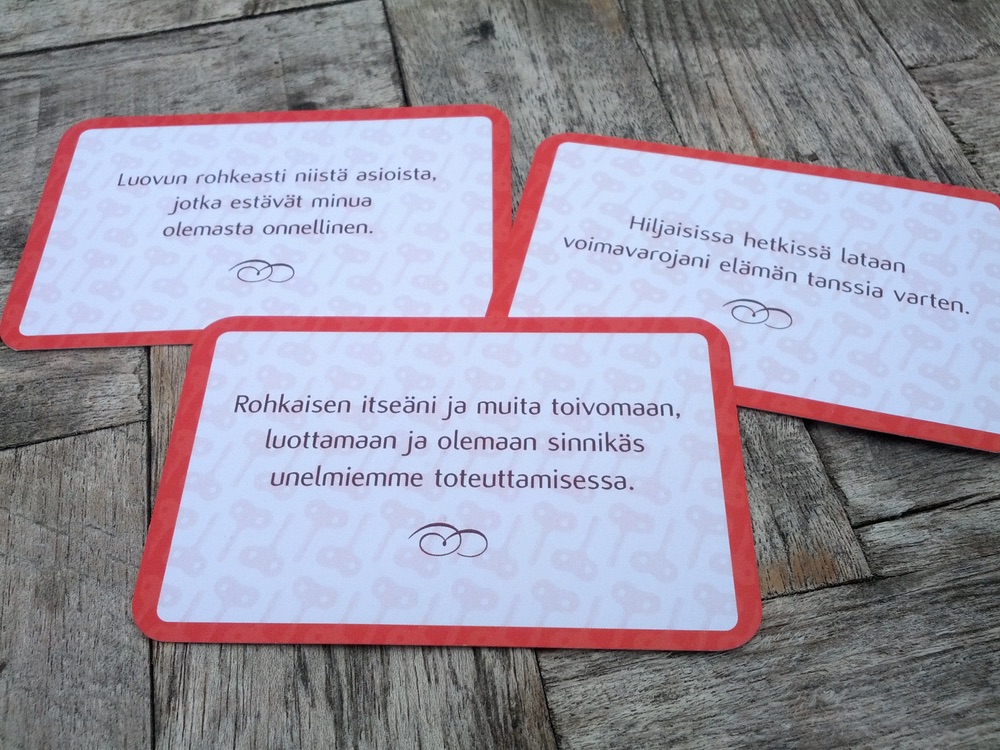 Luovun rohkeasti niistä asioista,
jotka estävät minua
olemasta onnellinen.
Hiljaisissa hetkissä lataan
voimavarojani elämän tanssia varten.
Rohkaisen itseäni ja muita toivomaan,
luottamaan ja olemaan sinnikäs
unelmiemme toteuttamisessa.